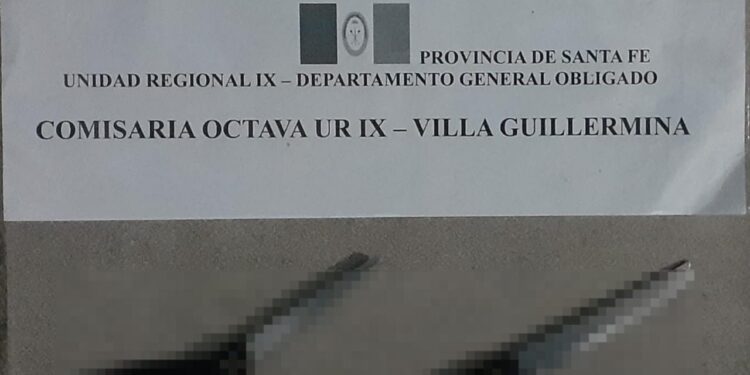 PROVINCIA DE SANTA FE
UNIDAD REGIONAL IX – DEPARTAMENTO GENERAL OBLIGADO
COMISARIA OCTAVA UR IX – VILLA GUILLERMINA